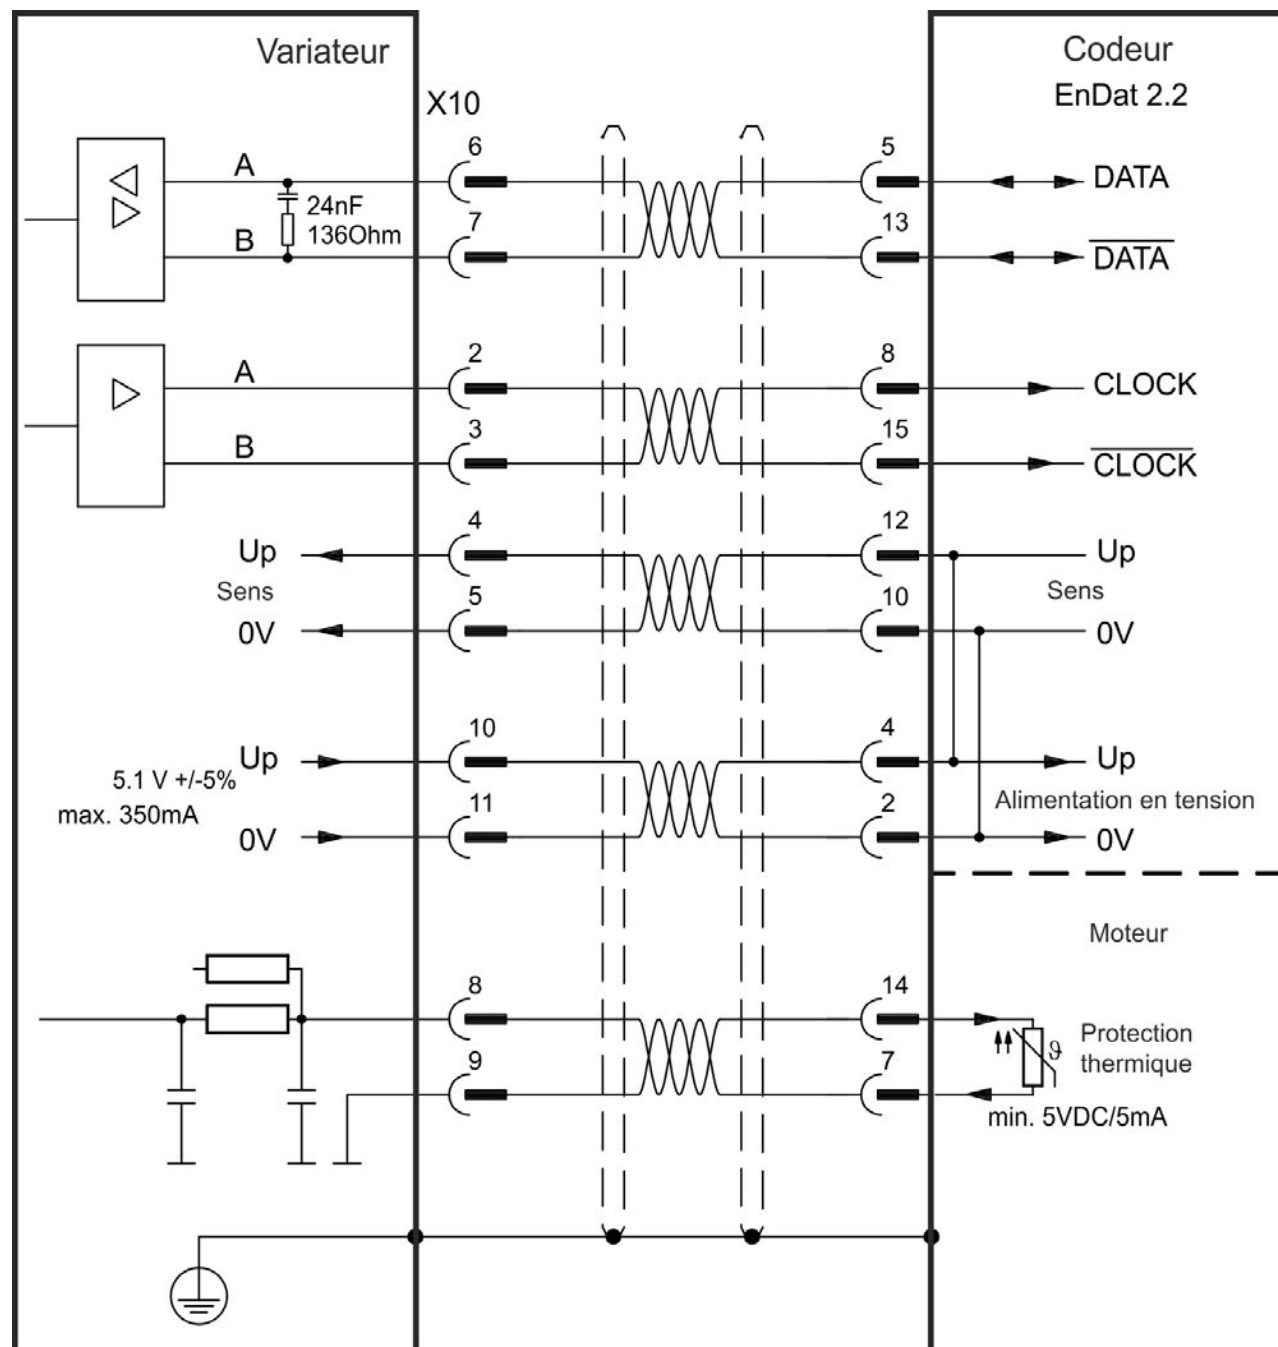 Variateur
Codeur
EnDat 2.2
X10
A
6
5
DATA
24nF
136Ohm
B
7
13
DATA
A
2
8
CLOCK
B
3
15
CLOCK
Up
4
12
Up
Sens
Sens
0V
5
10
0V
Up
10
4
Up
5.1 V +/-5%
max. 350mA
Alimentation en tension
0V
11
2
0V
Moteur
8
14
Protection
thermique
ϑ
9
7
min. 5VDC/5mA